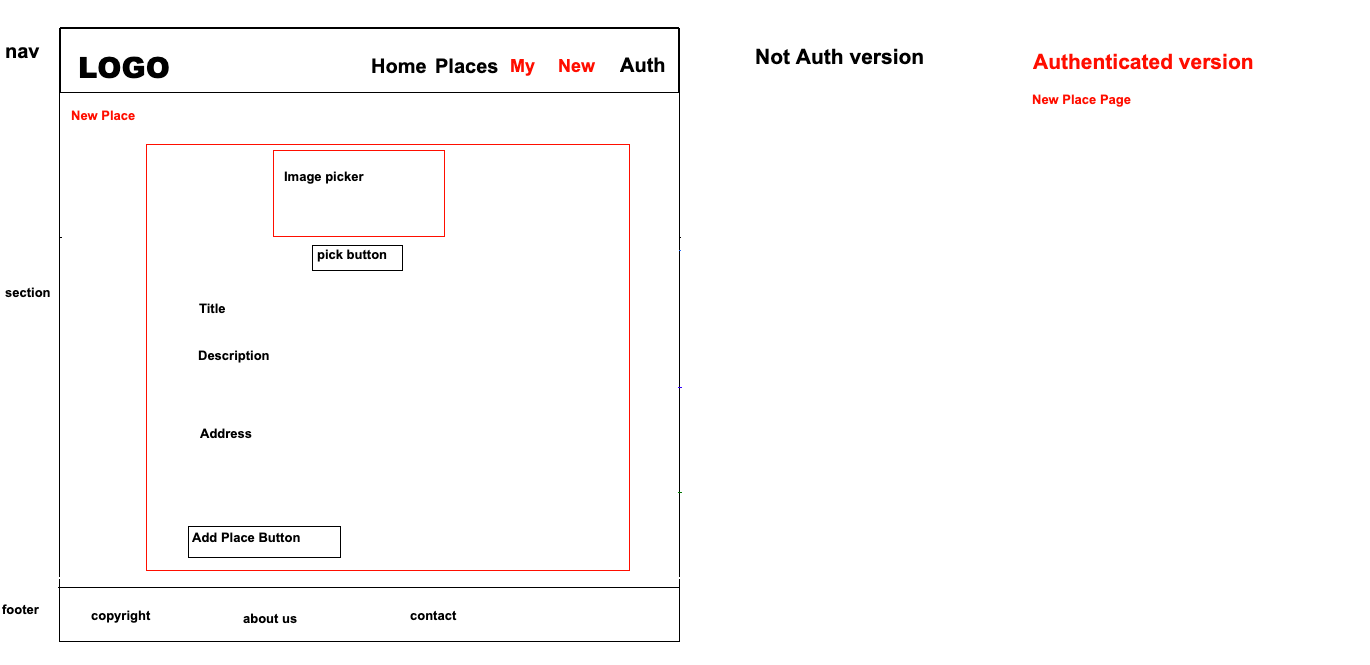 nav
LOGO
Home Places My New Auth
Not Auth version
Authenticated version
New Place Page
New Place
Image picker
pick button
section
Title
Description
Address
Add Place Button
footer
copyright
about us
contact